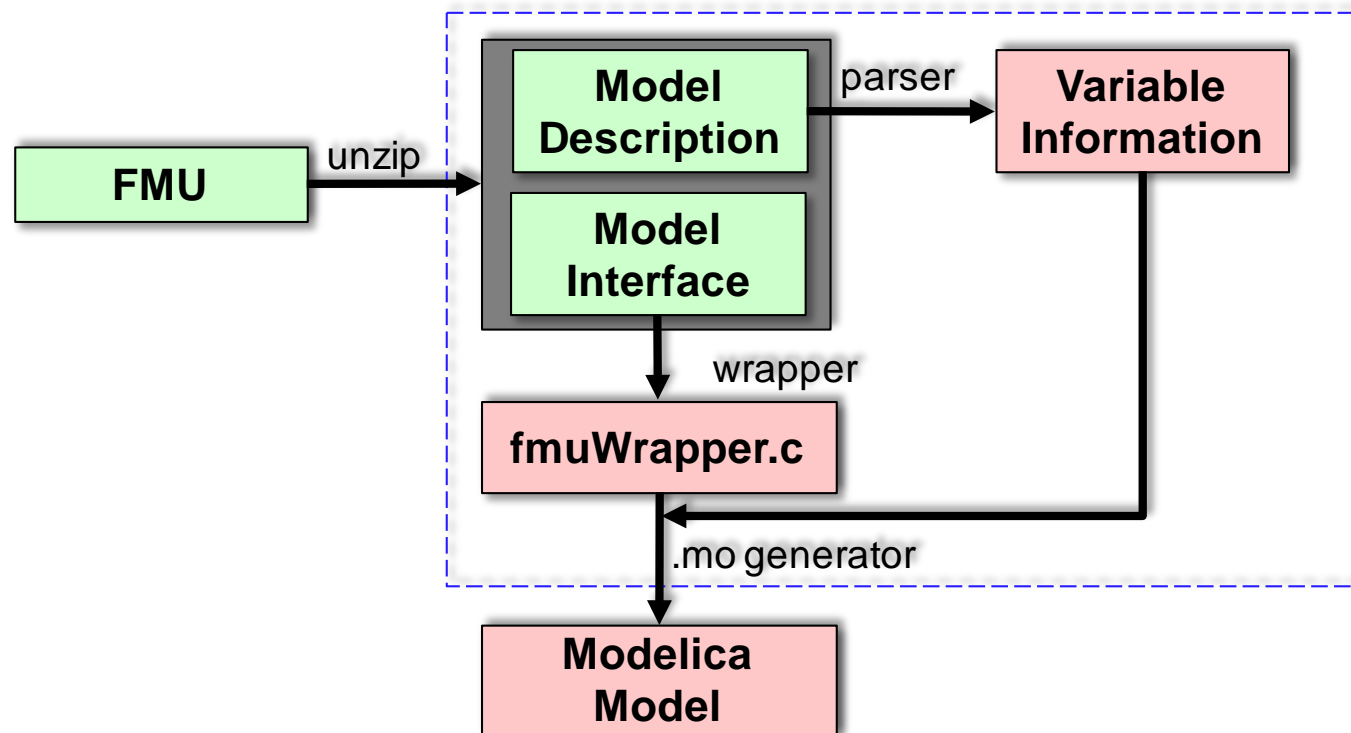 Model
Description
parser
Variable
Information
FMU
unzip
Model
Interface
wrapper
fmuWrapper.c
.mo generator
Modelica
Model